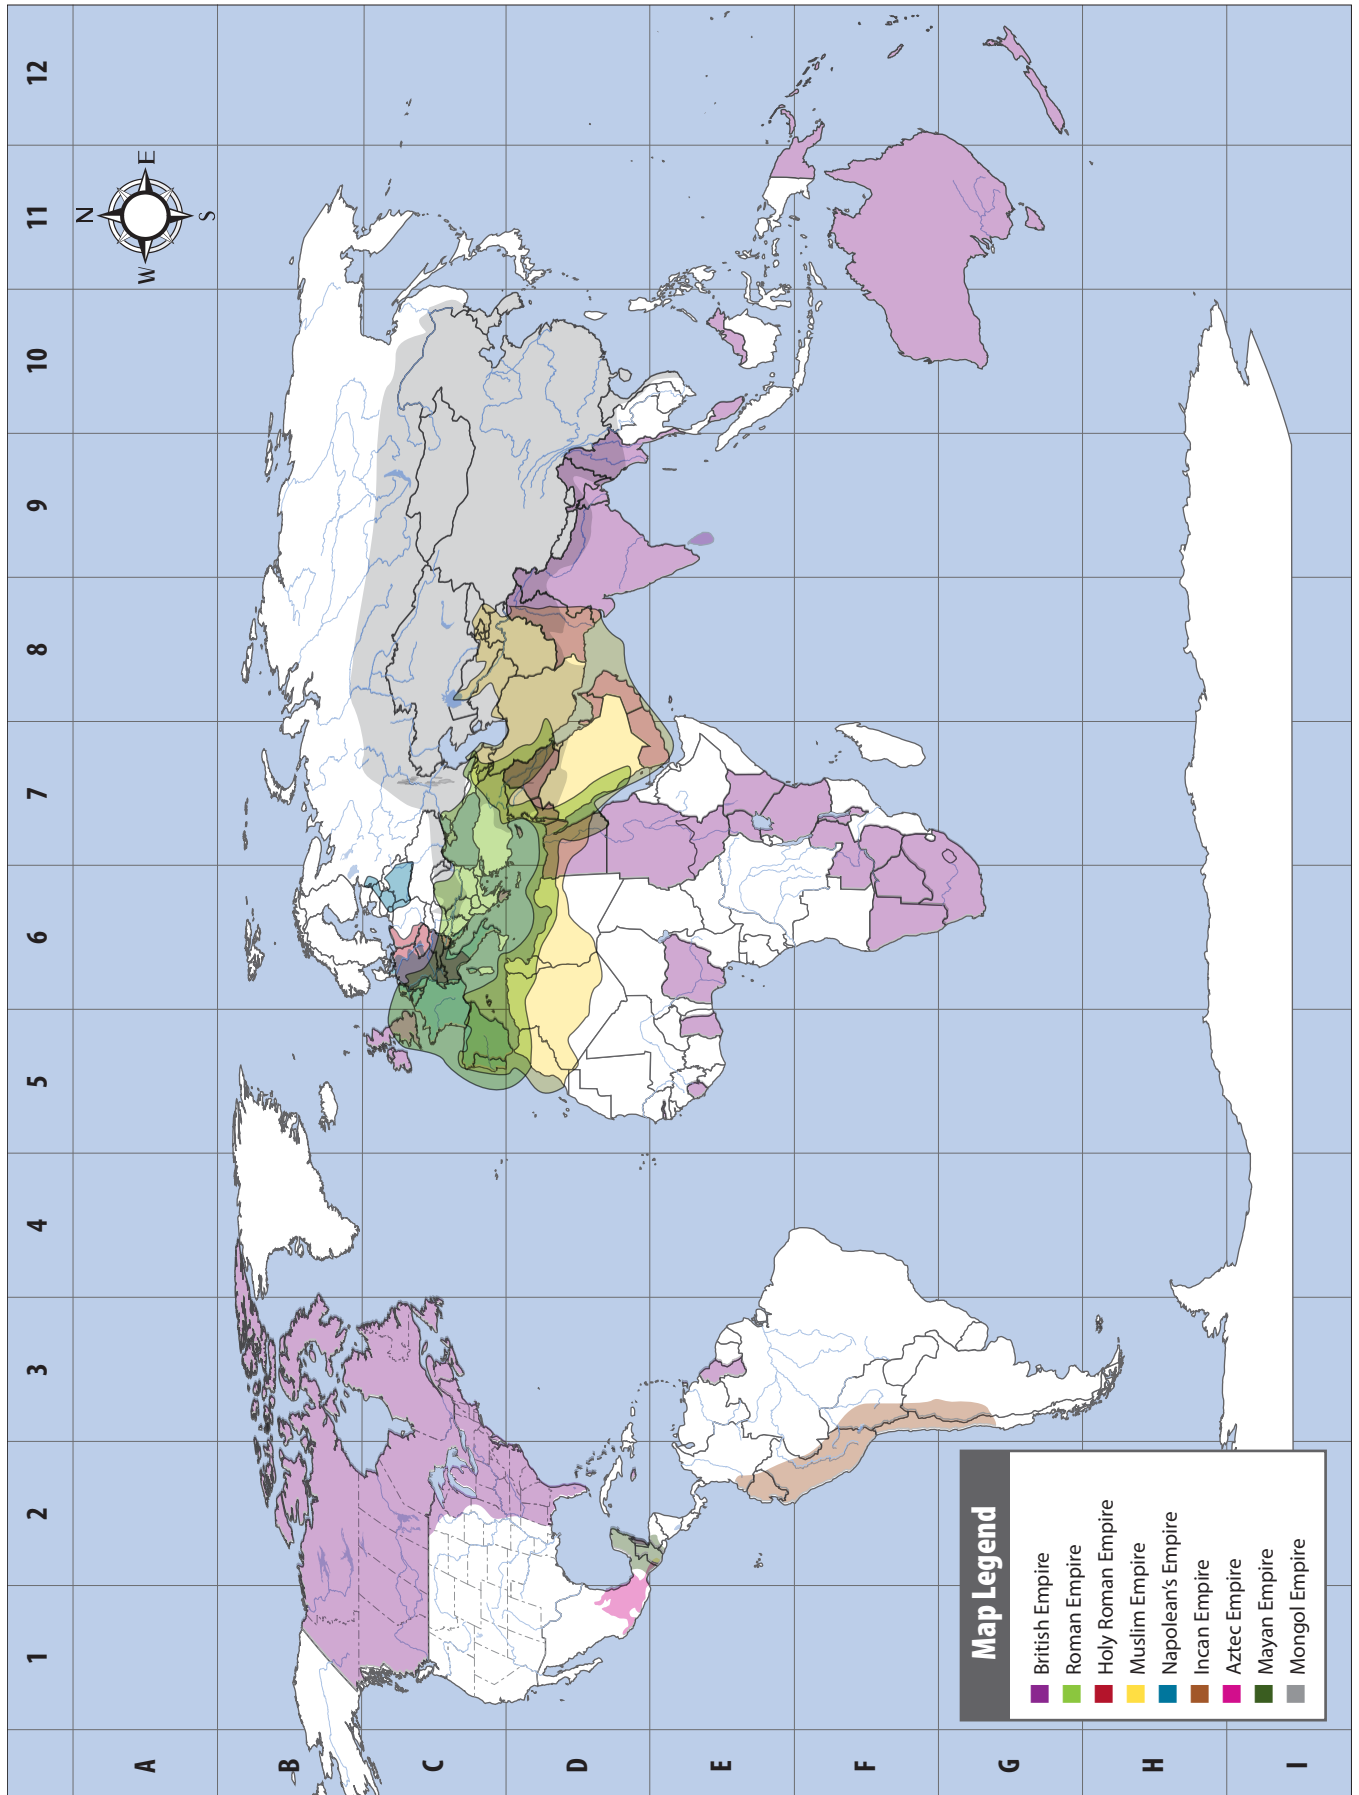 1 2 3 4 5 6 7 8 9 10 11 12
A
B
C
D
E
F
G
H
I
N
W E
S
Map Legend
British Empire
Roman Empire
Holy Roman Empire
Muslim Empire
Napolean's Empire
Incan Empire
Aztec Empire
Mayan Empire
Mongol Empire